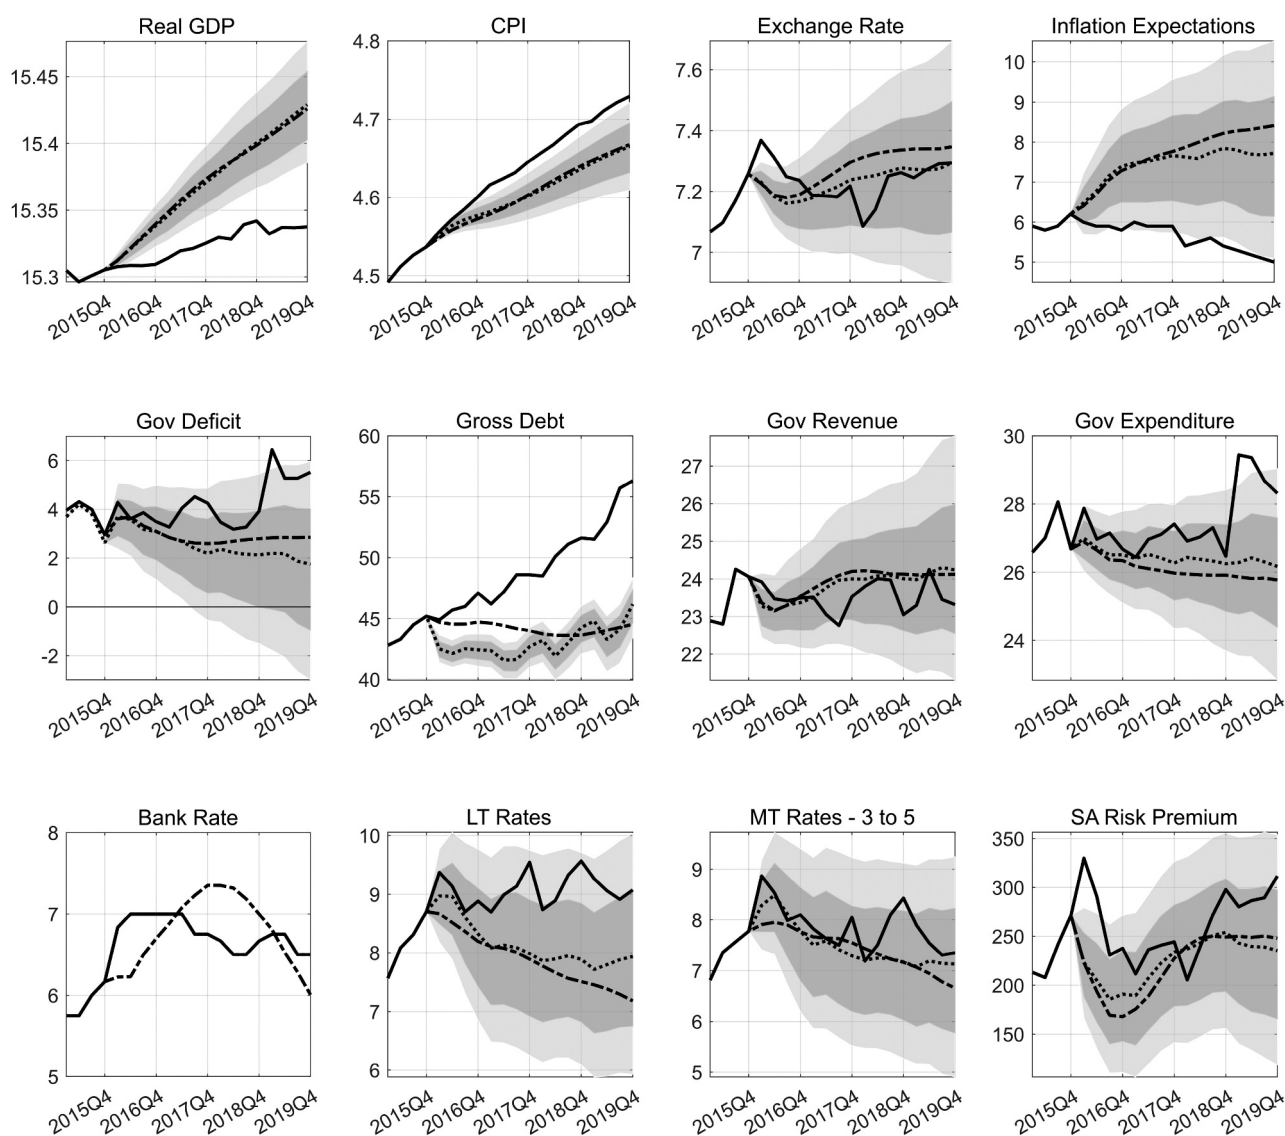 Real GDP
15.45
15.4
15.35
15.3
2015Q4 2016Q4 2017Q4 2018Q4 2019Q4
CPI
4.8
4.7
4.6
4.5
2015Q4 2016Q4 2017Q4 2018Q4 2019Q4
Exchange Rate
7.6
7.4
7.2
7
2015Q4 2016Q4 2017Q4 2018Q4 2019Q4
Inflation Expectations
10
9
8
7
6
5
2015Q4 2016Q4 2017Q4 2018Q4 2019Q4
Gov Deficit
6
4
2
0
-2
2015Q4 2016Q4 2017Q4 2018Q4 2019Q4
Gross Debt
60
55
50
45
40
2015Q4 2016Q4 2017Q4 2018Q4 2019Q4
Gov Revenue
27
26
25
24
23
22
2015Q4 2016Q4 2017Q4 2018Q4 2019Q4
Gov Expenditure
30
28
26
24
2015Q4 2016Q4 2017Q4 2018Q4 2019Q4
Bank Rate
8
7
6
5
2015Q4 2016Q4 2017Q4 2018Q4 2019Q4
LT Rates
10
9
8
7
6
2015Q4 2016Q4 2017Q4 2018Q4 2019Q4
MT Rates - 3 to 5
9
8
7
6
5
2015Q4 2016Q4 2017Q4 2018Q4 2019Q4
SA Risk Premium
350
300
250
200
150
2015Q4 2016Q4 2017Q4 2018Q4 2019Q4